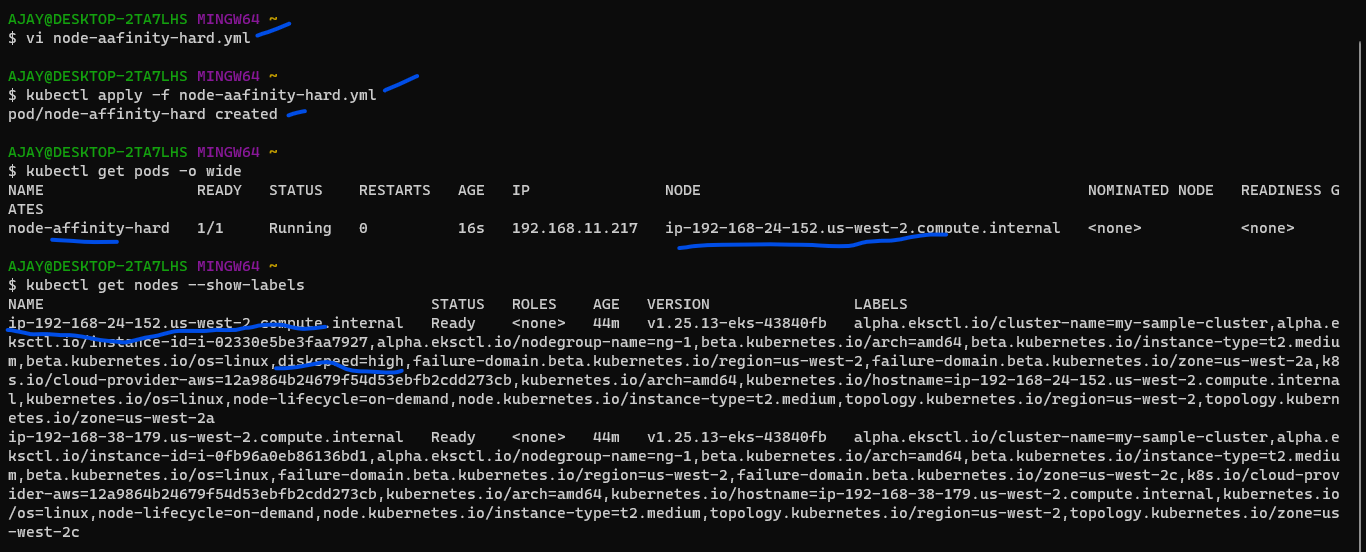 AJAY@DESKTOP-2TA7LHS MINGW64 ~
$ vi node-aafinity-hard.yml
AJAY@DESKTOP-2TA7LHS MINGW64 ~
$ kubectl apply -f node-aafinity-hard.yml
pod/node-affinity-hard created
AJAY@DESKTOP-2TA7LHS MINGW64 ~
$ kubectl get pods -o wide
NAME READY STATUS RESTARTS AGE IP NODE NOMINATED NODE READINESS G
ATES
node-affinity-hard 1/1 Running 0 16s 192.168.11.217 ip-192-168-24-152.us-west-2.compute.internal <none> <none>
AJAY@DESKTOP-2TA7LHS MINGW64 ~
$ kubectl get nodes --show-labels
NAME STATUS ROLES AGE VERSION LABELS
ip-192-168-24-152.us-west-2.compute.internal Ready <none> 44m v1.25.13-eks-43840fb alpha.eksctl.io/cluster-name=my-sample-cluster,alpha.e
ksctl.io/instance-id=i-02330e5be3faa7927,alpha.eksctl.io/nodegroup-name=ng-1,beta.kubernetes.io/arch=amd64,beta.kubernetes.io/instance-type=t2.mediu
m,beta.kubernetes.io/os=linux,diskspeed=high,failure-domain.beta.kubernetes.io/region=us-west-2,failure-domain.beta.kubernetes.io/zone=us-west-2a,k8
s.io/cloud-provider-aws=12a9864b24679f54d53ebfb2cdd273cb,kubernetes.io/arch=amd64,kubernetes.io/hostname=ip-192-168-24-152.us-west-2.compute.interna
l,kubernetes.io/os=linux,node-lifecycle=on-demand,node.kubernetes.io/instance-type=t2.medium,topology.kubernetes.io/region=us-west-2,topology.kubern
etes.io/zone=us-west-2a
ip-192-168-38-179.us-west-2.compute.internal Ready <none> 44m v1.25.13-eks-43840fb alpha.eksctl.io/cluster-name=my-sample-cluster,alpha.e
ksctl.io/instance-id=i-0fb96a0eb86136bd1,alpha.eksctl.io/nodegroup-name=ng-1,beta.kubernetes.io/arch=amd64,beta.kubernetes.io/instance-type=t2.mediu
m,beta.kubernetes.io/os=linux,failure-domain.beta.kubernetes.io/region=us-west-2,failure-domain.beta.kubernetes.io/zone=us-west-2c,k8s.io/cloud-prov
ider-aws=12a9864b24679f54d53ebfb2cdd273cb,kubernetes.io/arch=amd64,kubernetes.io/hostname=ip-192-168-38-179.us-west-2.compute.internal,kubernetes.io
/os=linux,node-lifecycle=on-demand,node.kubernetes.io/instance-type=t2.medium,topology.kubernetes.io/region=us-west-2,topology.kubernetes.io/zone=us
-west-2c